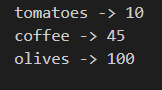 tomatoes -> 10
coffee -> 45
olives -> 100